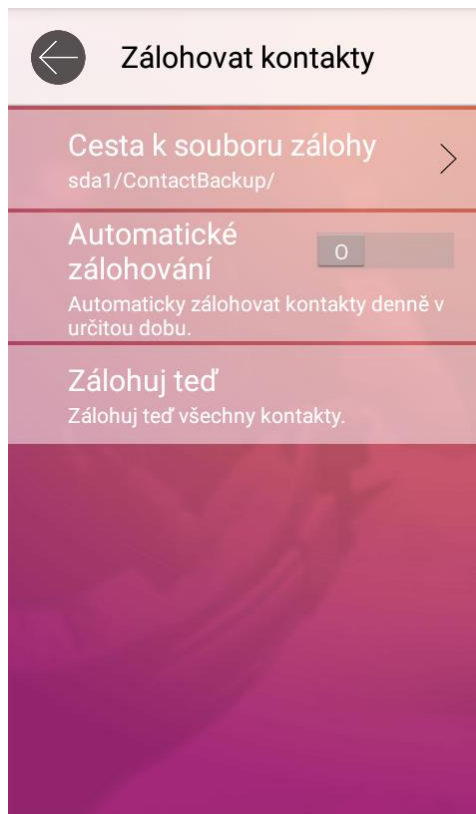 Zálohovat kontakty
Cesta k souboru zálohy
sda1/ContactBackup/
Automatické
zálohování
O
Automaticky zálohovat kontakty denně v
určitou dobu.
Zálohuj teď
Zálohuj teď všechny kontakty.